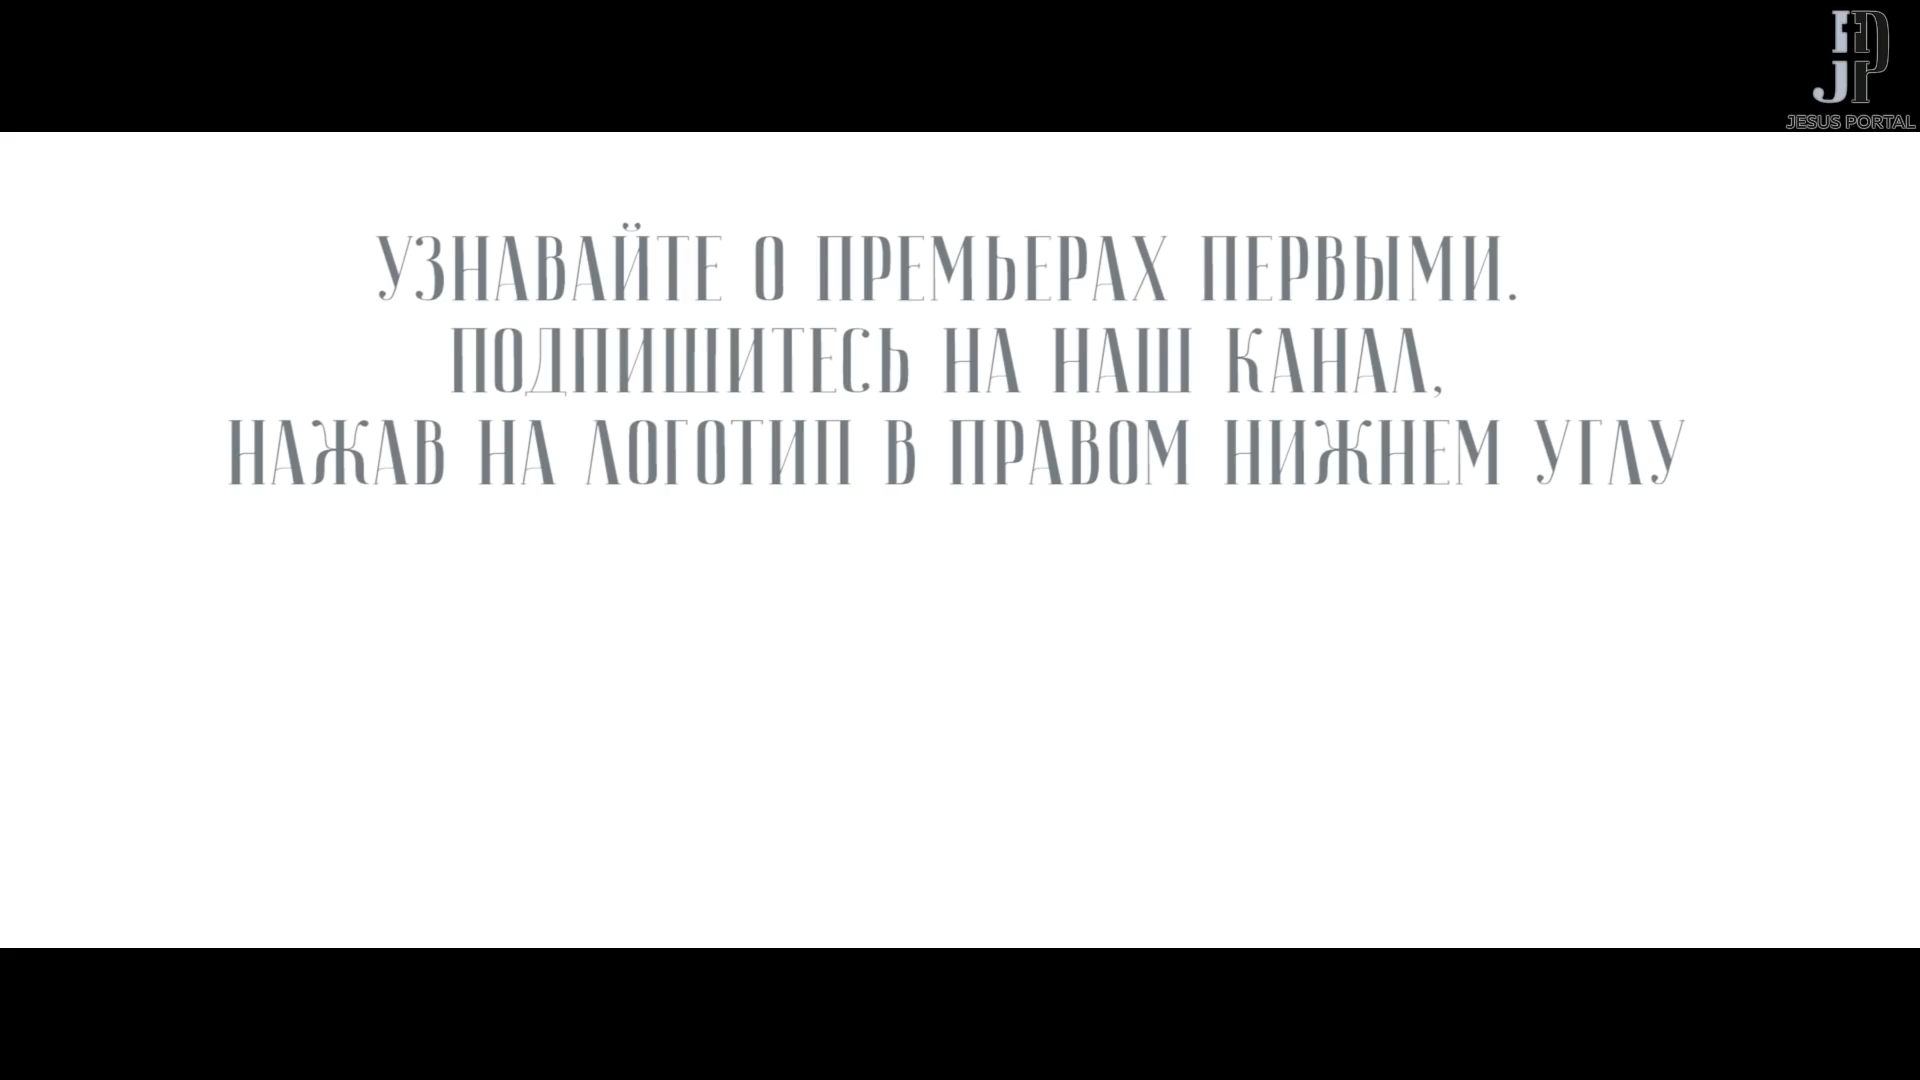 JESUS PORTAL
УЗНАВАЙТЕ О ПРЕМЬЕРАХ ПЕРВЫМИ.
ПОДПИШИТЕСЬ НА НАШ КАНАЛ,
НАЖАВ НА ЛОГОТИП В ПРАВОМ НИЖНЕМ УГЛУ